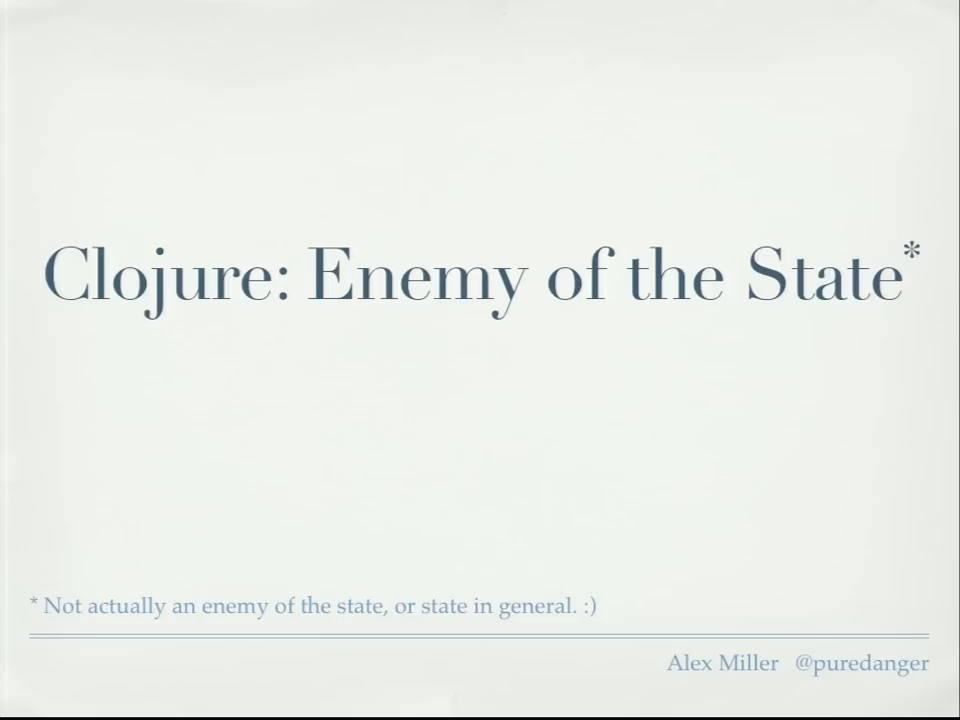 Clojure: Enemy of the State*
* Not actually an enemy of the state, or state in general. :)
Alex Miller @puredanger